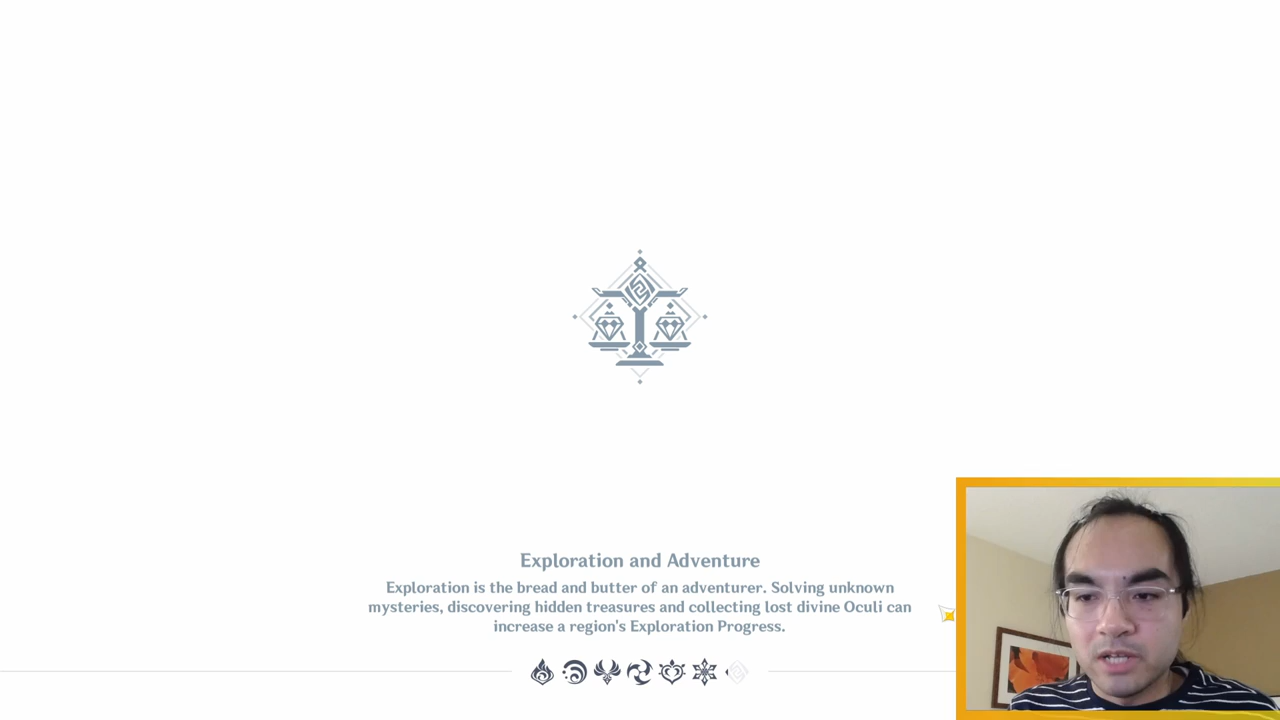 Exploration and Adventure
Exploration is the bread and butter of an adventurer. Solving unknown
mysteries, discovering hidden treasures and collecting lost divine Oculi can
increase a region's Exploration Progress.